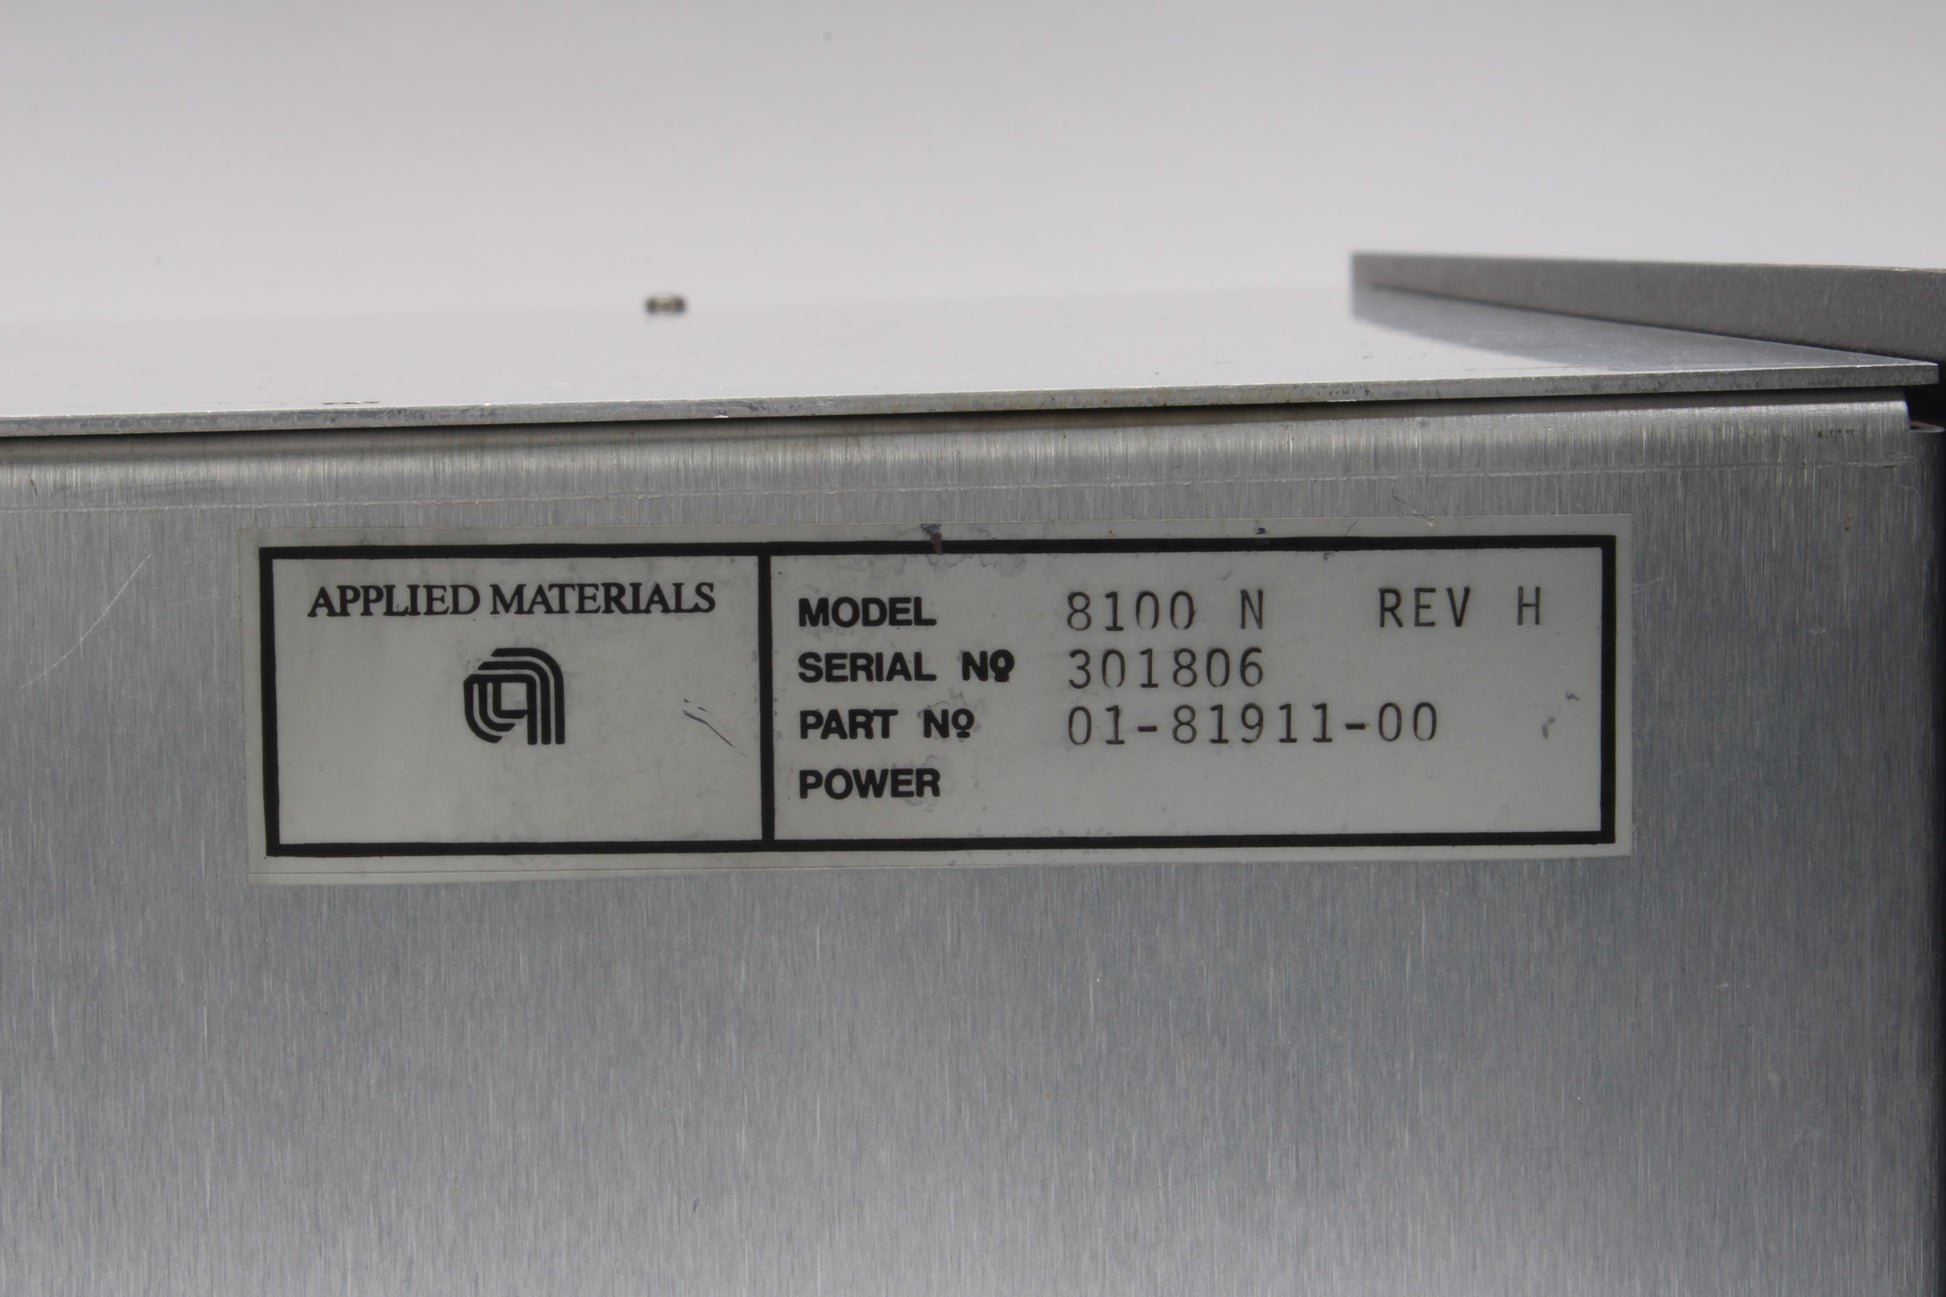 APPLIED MATERIALS
MODEL 8100 N REV H
SERIAL Nº 301806
PART Nº 01-81911-00
POWER